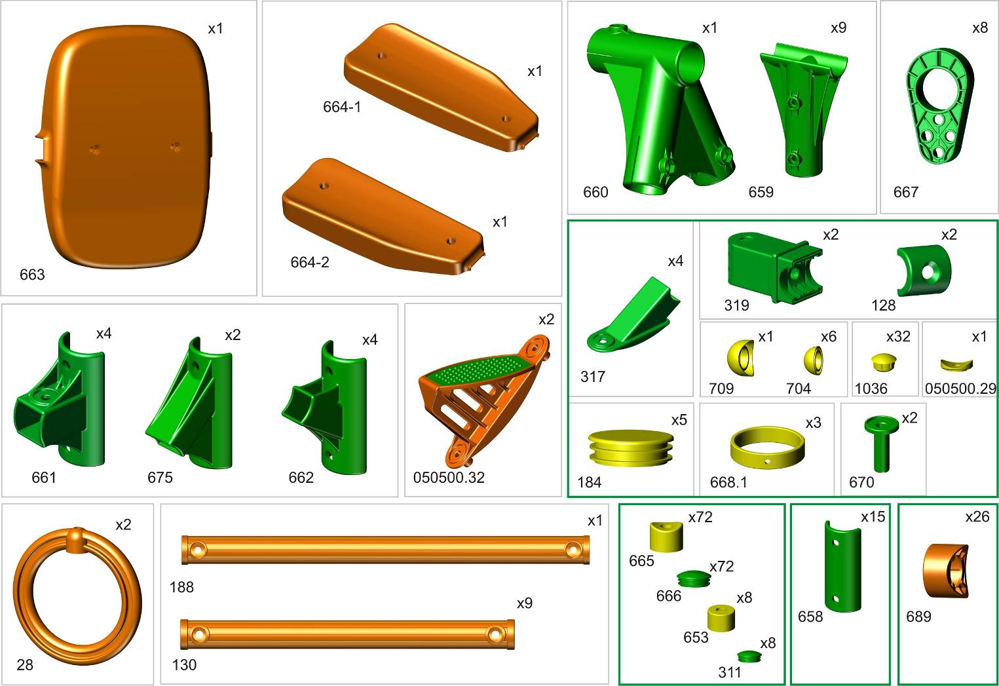 x1
663
x1
664-1
x1
664-2
x1
660
x9
659
x8
667
x4
317
x2
319
x2
128
x1
709
x6
704
x32
1036
x1
050500.29
x5
184
x3
668.1
x2
670
x4
661
x2
675
x4
662
x2
050500.32
x2
28
x1
188
x9
130
x72
665
x72
666
x8
653
x8
311
x15
658
x26
689